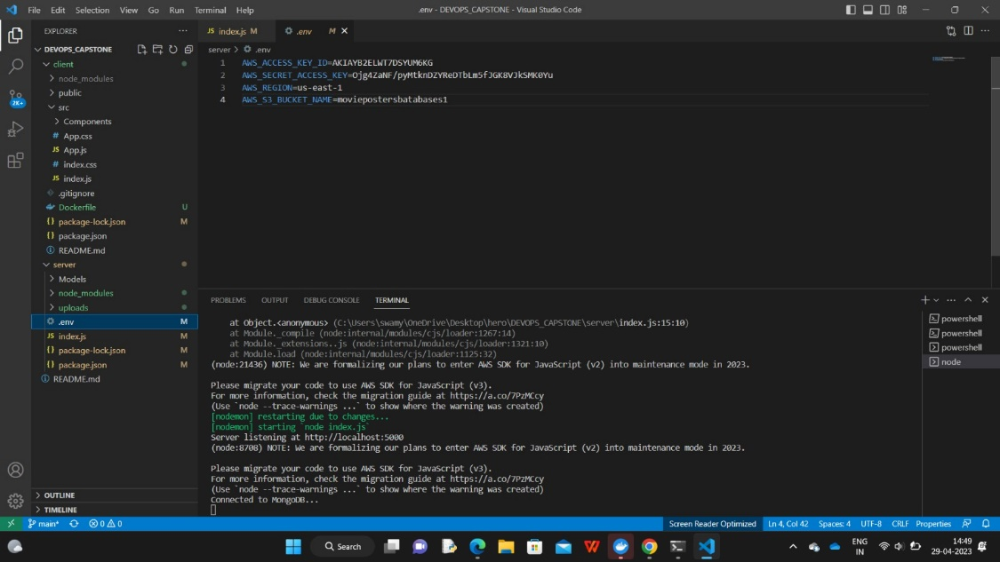 File Edit Selection View Go Run Terminal Help
.env - DEVOPS_CAPSTONE - Visual Studio Code
EXPLORER
DEVOPS_CAPSTONE
client
node_modules
public
src
Components
# App.css
JS App.js
# index.css
JS index.js
.gitignore
Dockerfile U
{} package-lock.json M
{} package.json
README.md
server
Models
node_modules
uploads
.env M
JS index.js M
{} package-lock.json M
{} package.json M
README.md
OUTLINE
TIMELINE
2K+
JS index.js M .env M
server > .env
1 AWS_ACCESS_KEY_ID=
2 AWS_SECRET_ACCESS_KEY=
3 AWS_REGION=us-east-1
4 AWS_S3_BUCKET_NAME=moviepostersbatabases1
PROBLEMS OUTPUT DEBUG CONSOLE TERMINAL
at Object.<anonymous> (C:\Users\swamy\OneDrive\Desktop\hero\DEVOPS_CAPSTONE\server\index.js:15:10)
at Module._compile (node:internal/modules/cjs/loader:1267:14)
at Module._extensions..js (node:internal/modules/cjs/loader:1321:10)
at Module.load (node:internal/modules/cjs/loader:1125:32)
(node:21436) NOTE: We are formalizing our plans to enter AWS SDK for JavaScript (v2) into maintenance mode in 2023.
Please migrate your code to use AWS SDK for JavaScript (v3).
For more information, check the migration guide at https://a.co/7PzMCcy
(Use `node --trace-warnings ...` to show where the warning was created)
[nodemon] restarting due to changes...
[nodemon] starting `node index.js`
Server listening at http://localhost:5000
(node:8708) NOTE: We are formalizing our plans to enter AWS SDK for JavaScript (v2) into maintenance mode in 2023.
Please migrate your code to use AWS SDK for JavaScript (v3).
For more information, check the migration guide at https://a.co/7PzMCcy
(Use `node --trace-warnings ...` to show where the warning was created)
Connected to MongoDB...
powershell
powershell
powershell
node
main* 0 0
Screen Reader Optimized Ln 4, Col 42 Spaces: 4 UTF-8 CRLF Properties
Search
ENG
IN
14:49
29-04-2023